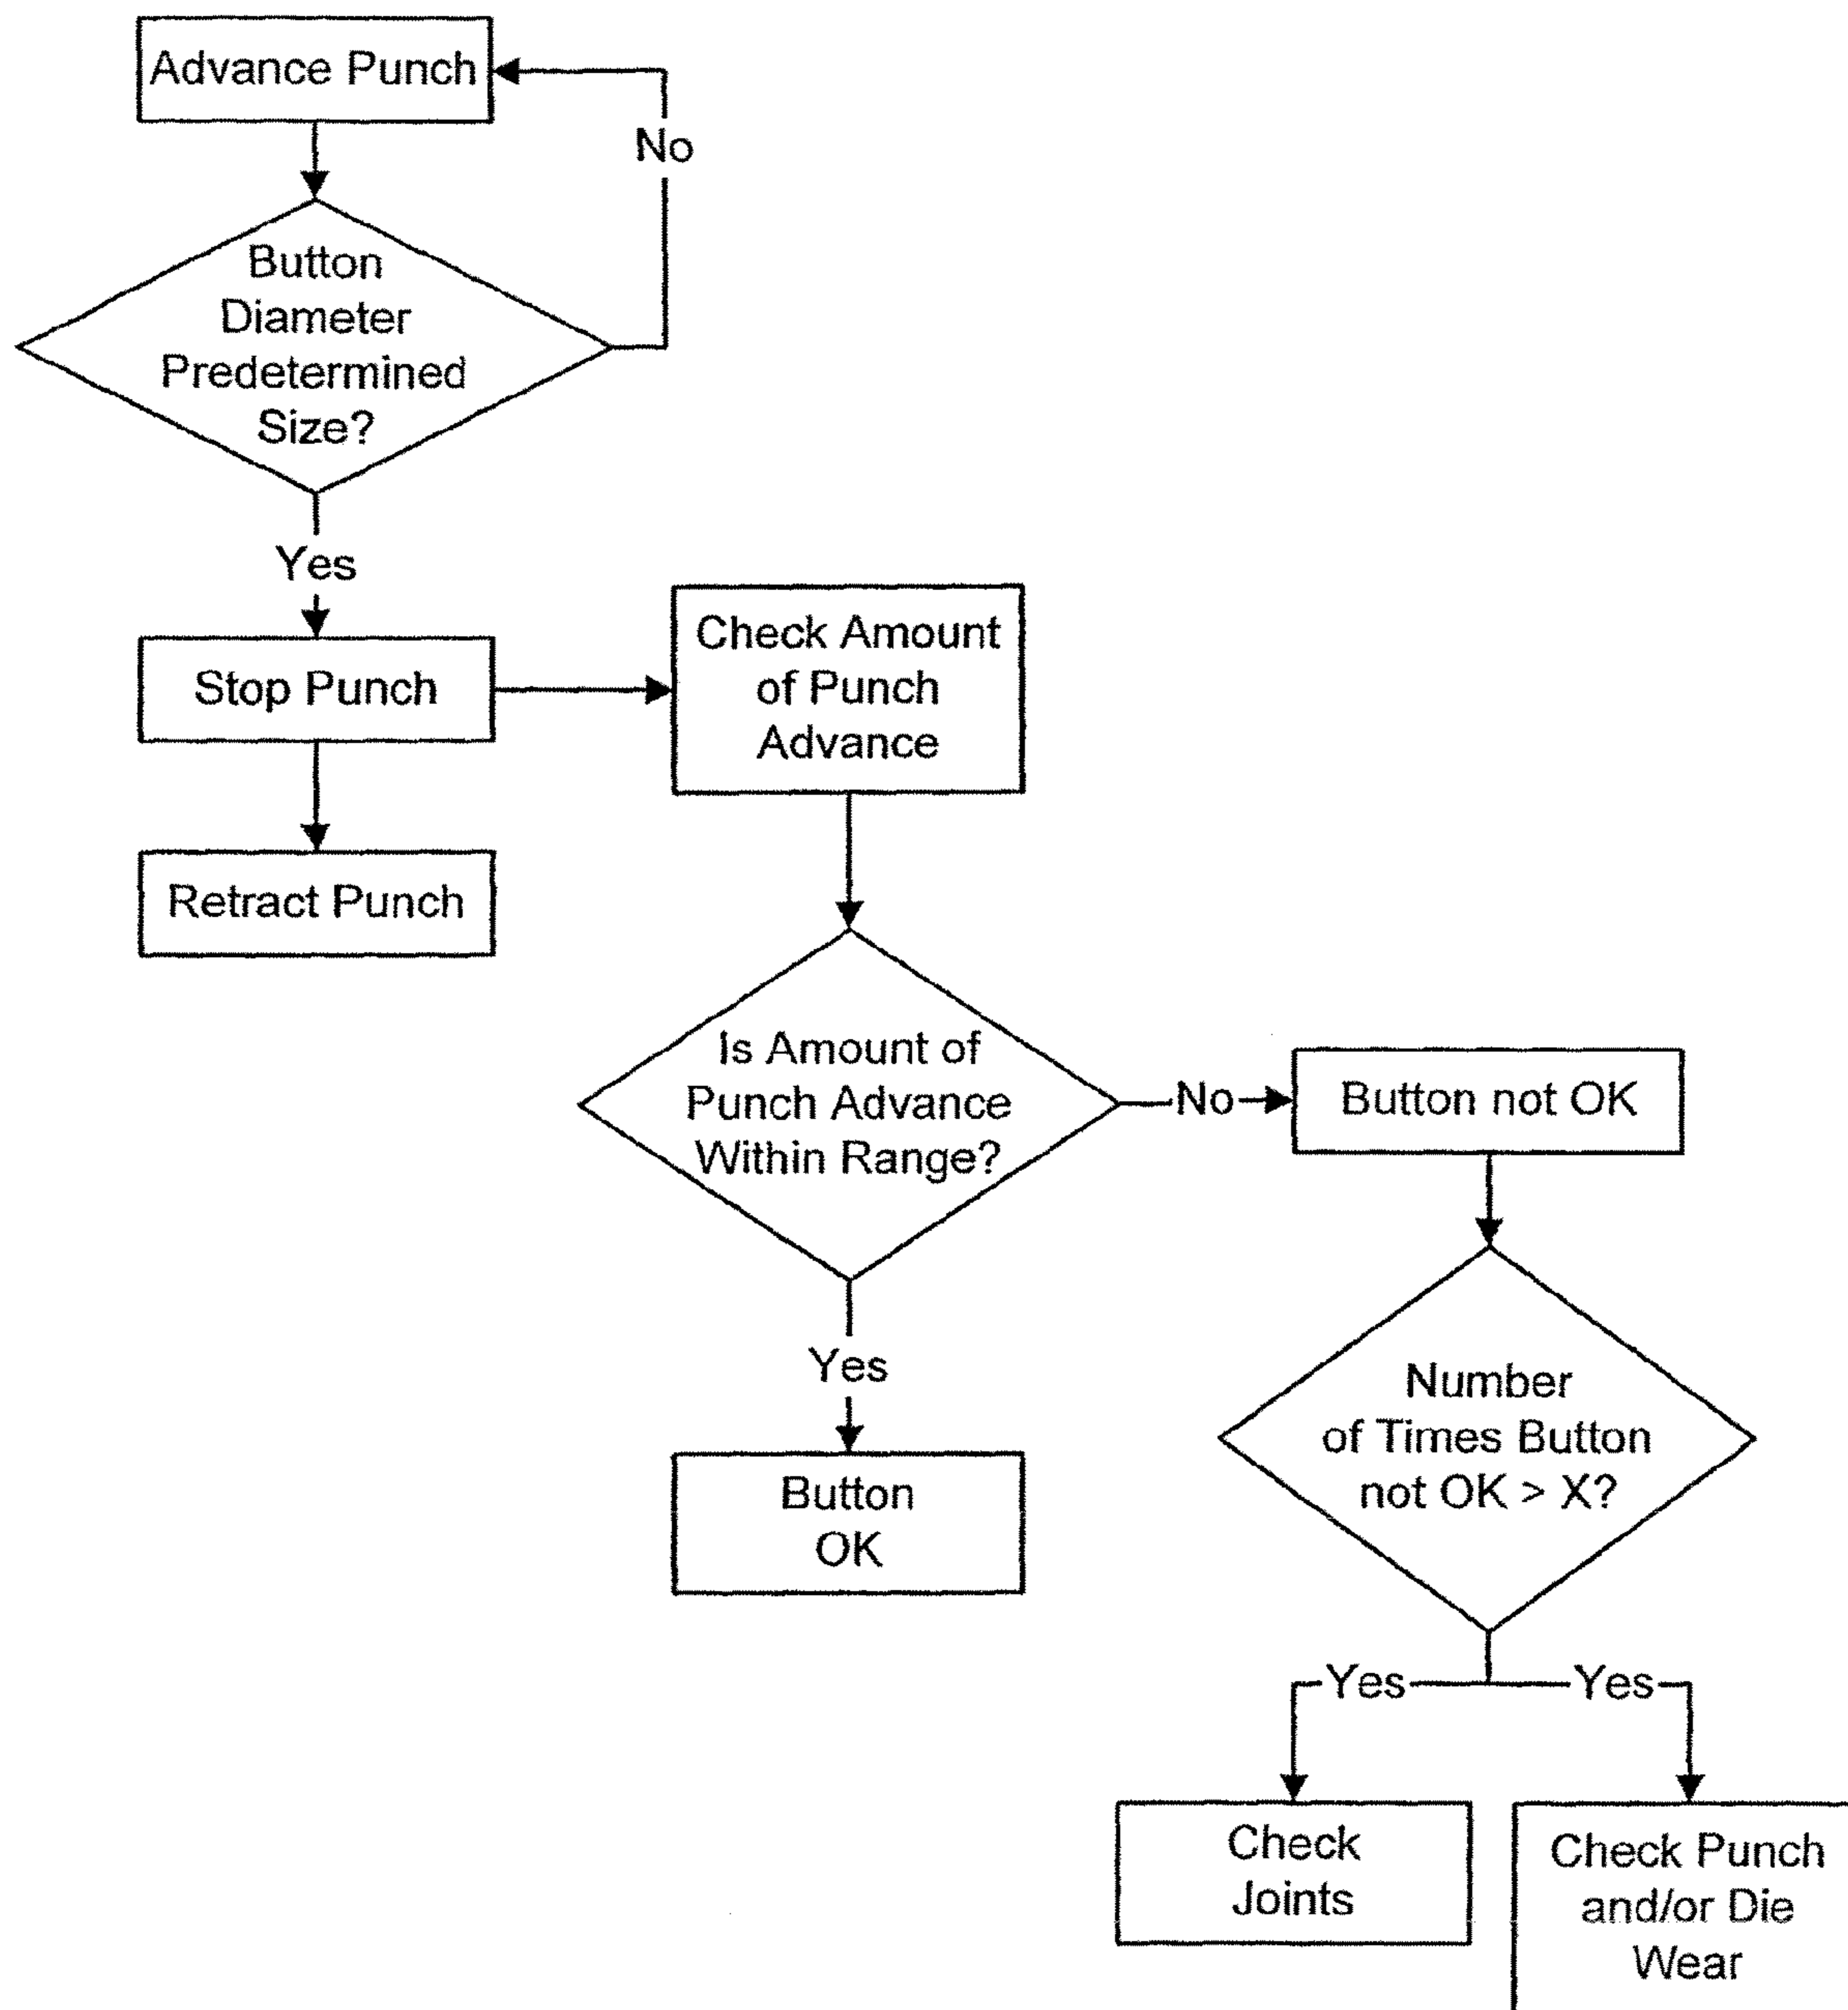 Advance Punch
No
Button
Diameter
Predetermined
Size?
Yes
Stop Punch
Check Amount
of Punch
Advance
Retract Punch
Is Amount of
Punch Advance
Within Range?
No
Button not OK
Yes
Button
OK
Number
of Times Button
not OK > X?
Yes
Yes
Check
Joints
Check Punch
and/or Die
Wear